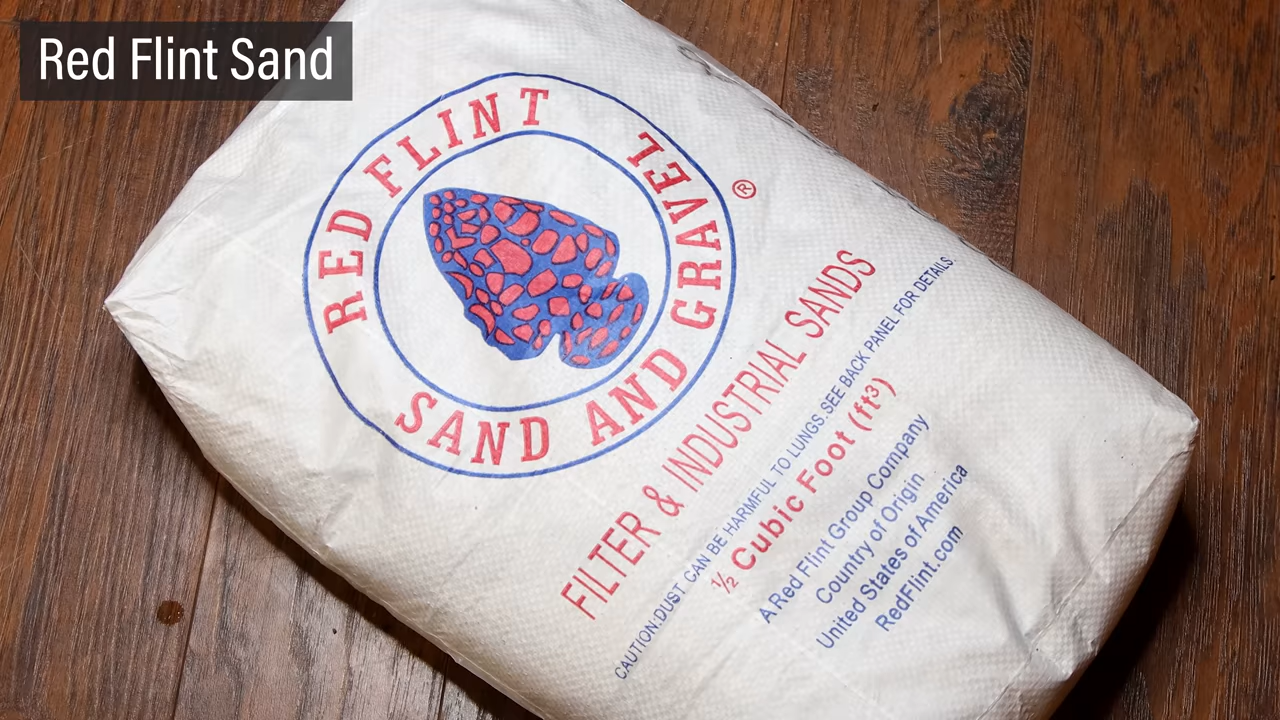 Red Flint Sand
RED FLINT
SAND AND GRAVEL
®
FILTER & INDUSTRIAL SANDS
CAUTION:DUST CAN BE HARMFUL TO LUNGS.SEE BACK PANEL FOR DETAILS.
½ Cubic Foot (ft³)
A Red Flint Group Company
Country of Origin
United States of America
RedFlint.com